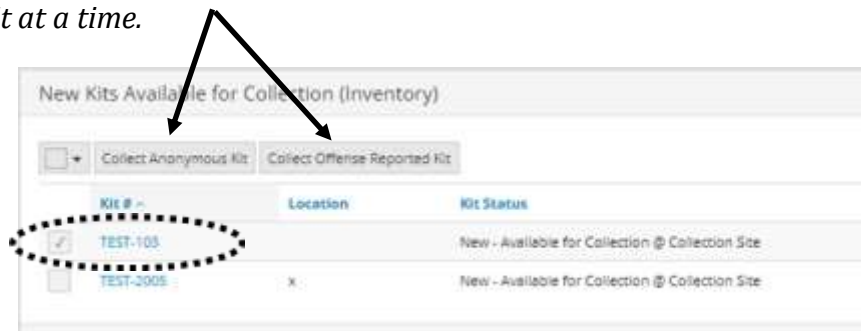 t at a time.
New Kits Available for Collection (Inventory)
Collect Anonymous Kit Collect Offense Reported Kit
Kit # Location Kit Status
TEST-103 New - Available for Collection @ Collection Site
TEST-2005 x New - Available for Collection @ Collection Site